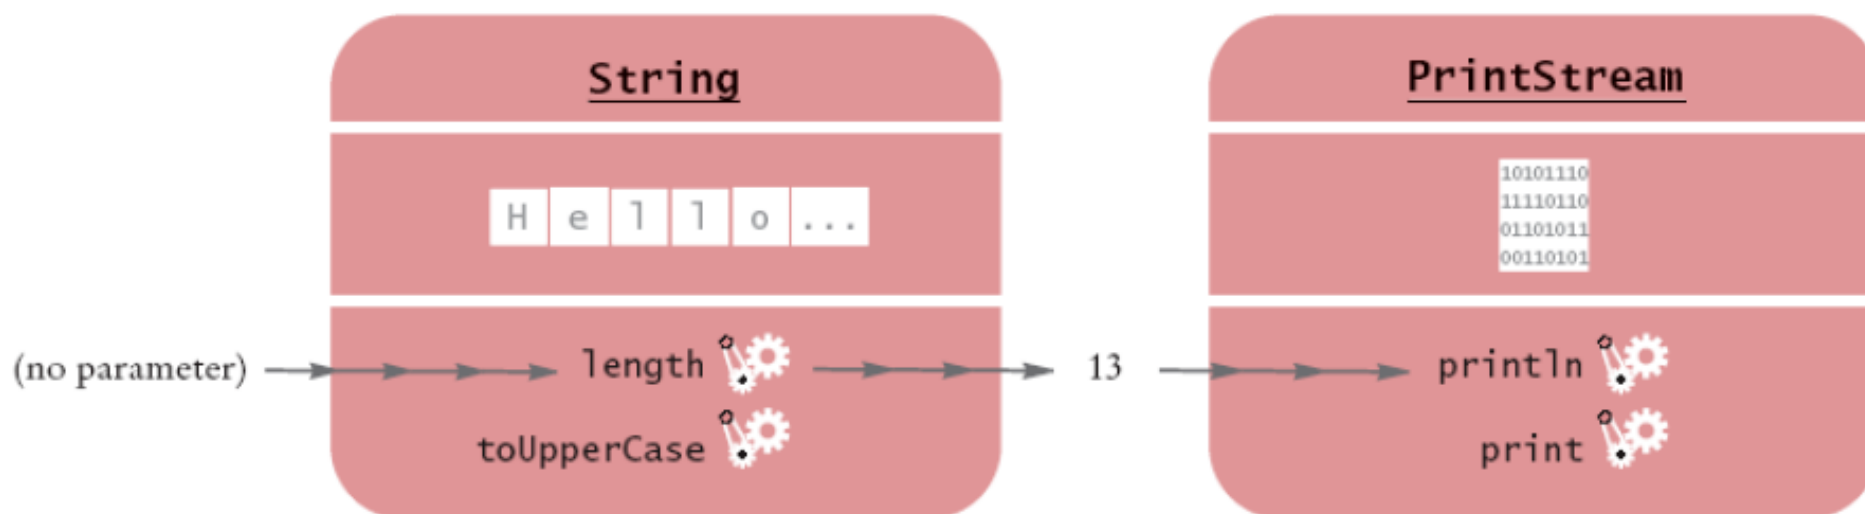 String
PrintStream
H e l l o ...
10101110
11110110
01101011
00110101
(no parameter) length 13 println
toUpperCase print